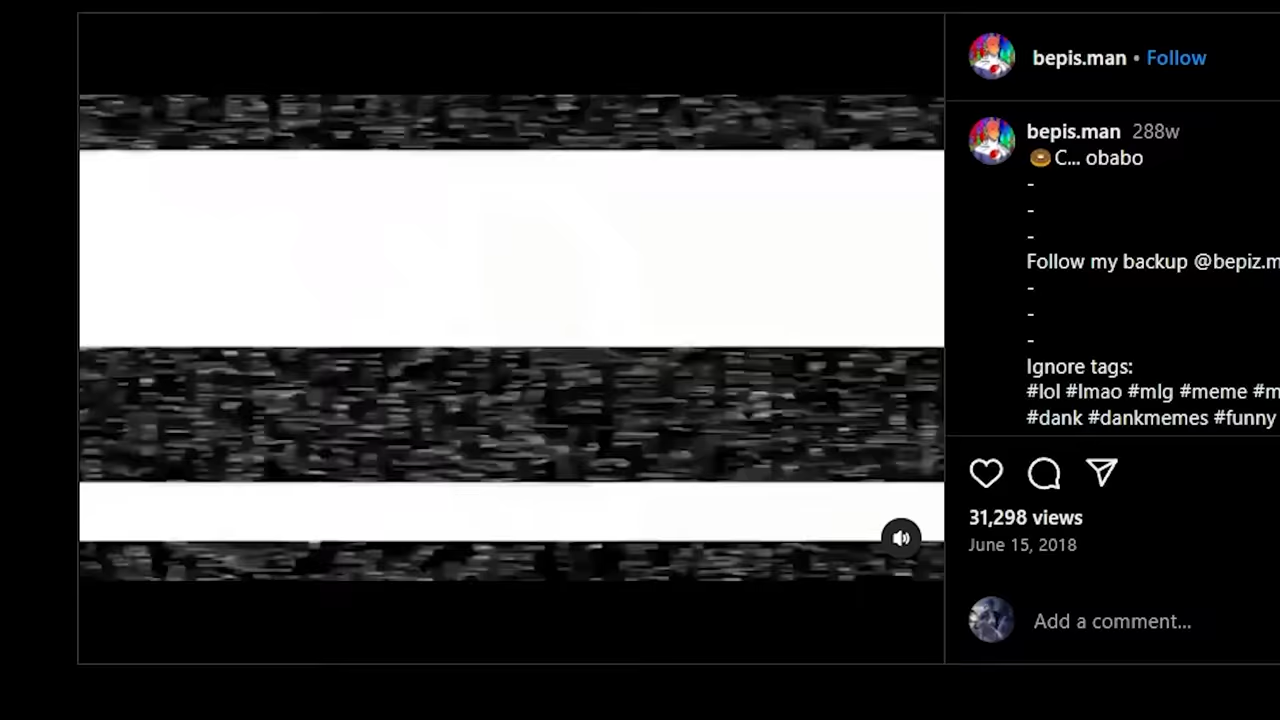 bepis.man • Follow
bepis.man 288w
🍩C... obabo
-
-
-
Follow my backup @bepiz.m
-
-
-
Ignore tags:
#lol #lmao #mlg #meme #m
#dank #dankmemes #funny
31,298 views
June 15, 2018
Add a comment...